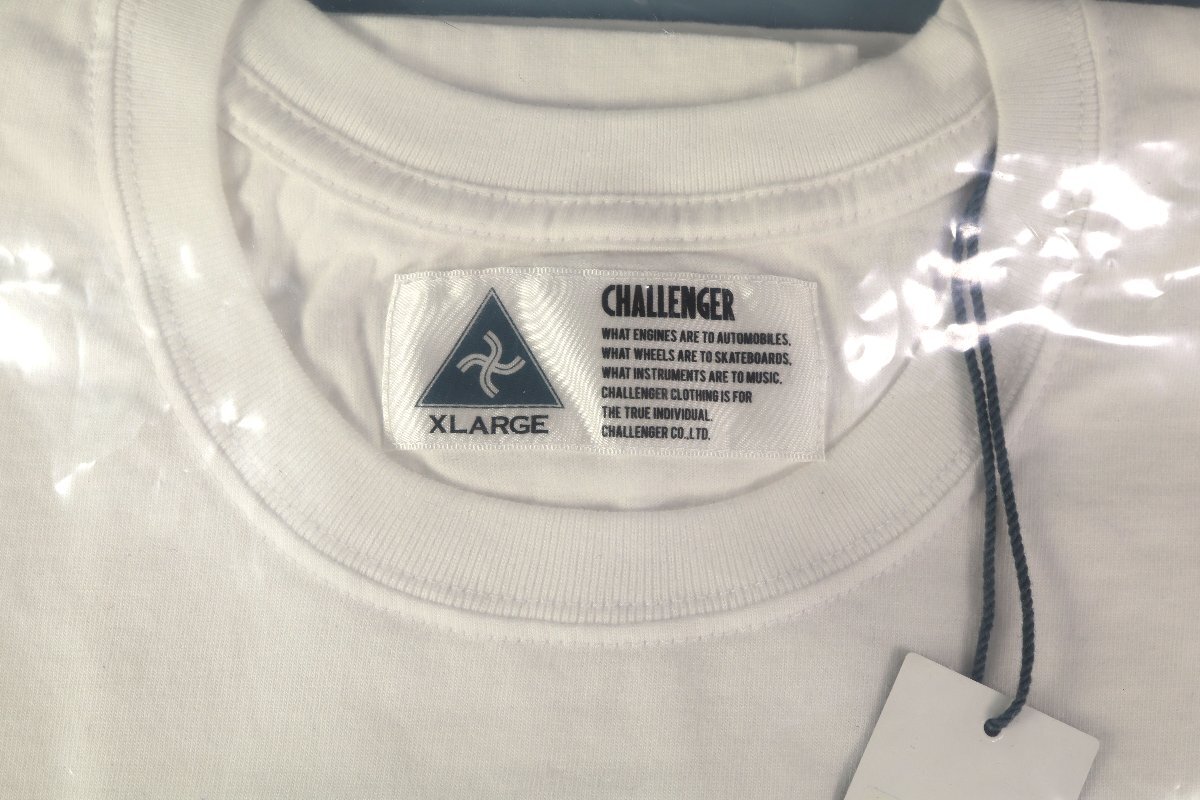 XLARGE
CHALLENGER
WHAT ENGINES ARE TO AUTOMOBILES.
WHAT WHEELS ARE TO SKATEBOARDS.
WHAT INSTRUMENTS ARE TO MUSIC.
CHALLENGER CLOTHING IS FOR
THE TRUE INDIVIDUAL.
CHALLENGER CO.,LTD.